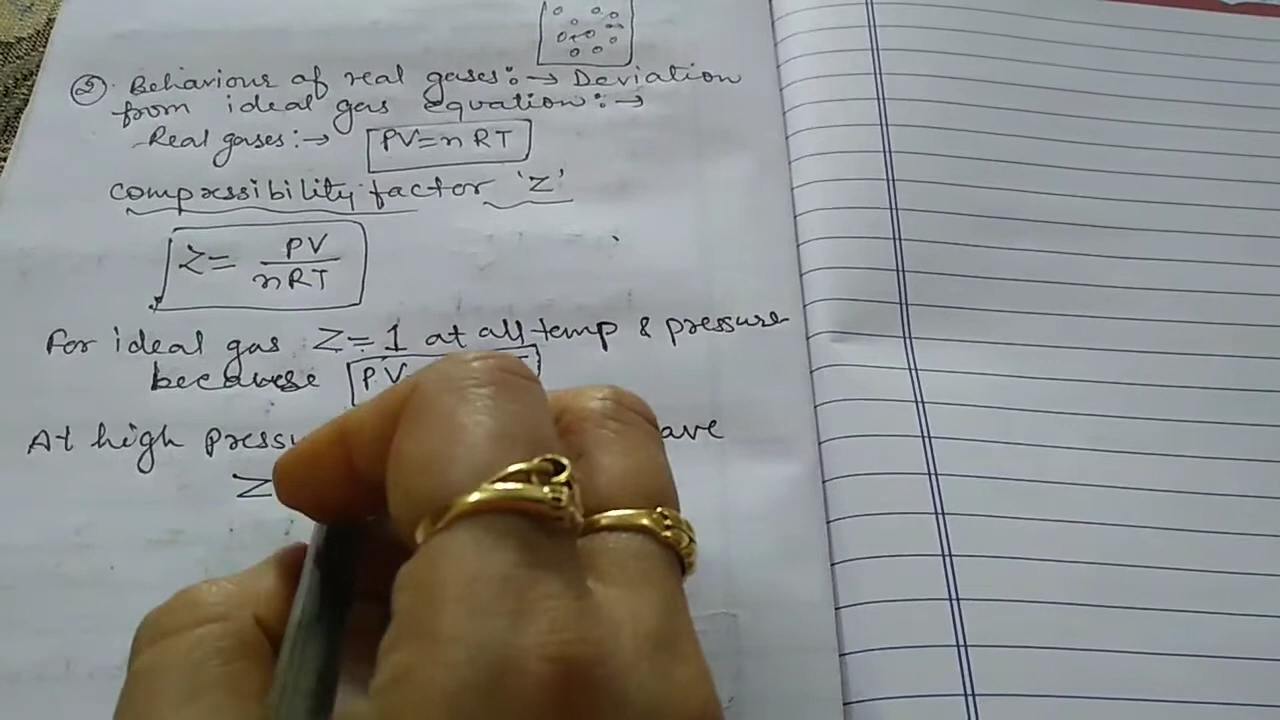 ② Behaviour of real gases:→ Deviation
from ideal gas equation:→
Real gases:→ PV=nRT
compressibility factor 'Z'
Z= PV
nRT
For ideal gas Z=1 at all temp & pressure
because PV
At high
Z